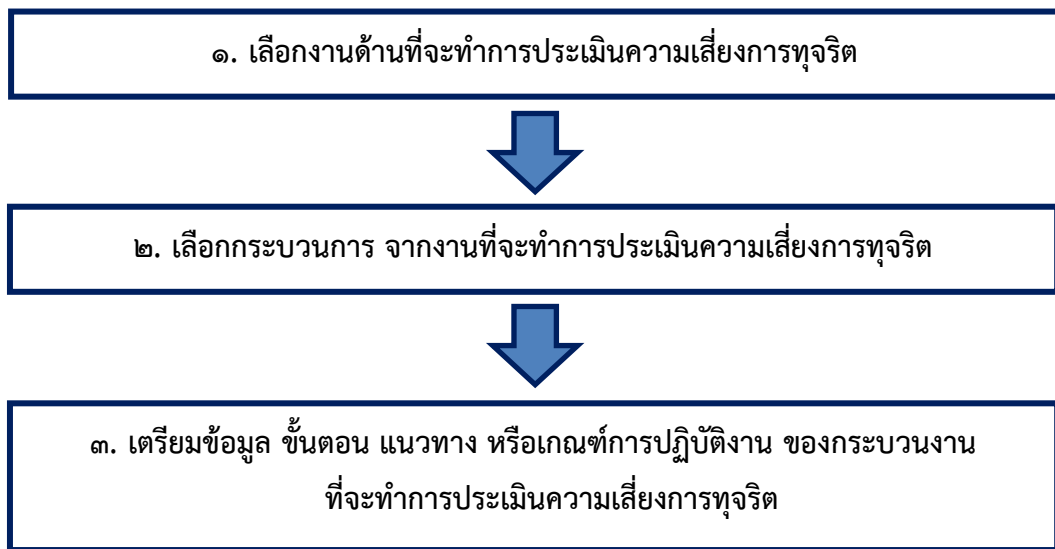 ๑. เลือกงานด้านที่จะทำการประเมินความเสี่ยงการทุจริต
๒. เลือกกระบวนการ จากงานที่จะทำการประเมินความเสี่ยงการทุจริต
๓. เตรียมข้อมูล ขั้นตอน แนวทาง หรือเกณฑ์การปฏิบัติงาน ของกระบวนงาน
ที่จะทำการประเมินความเสี่ยงการทุจริต